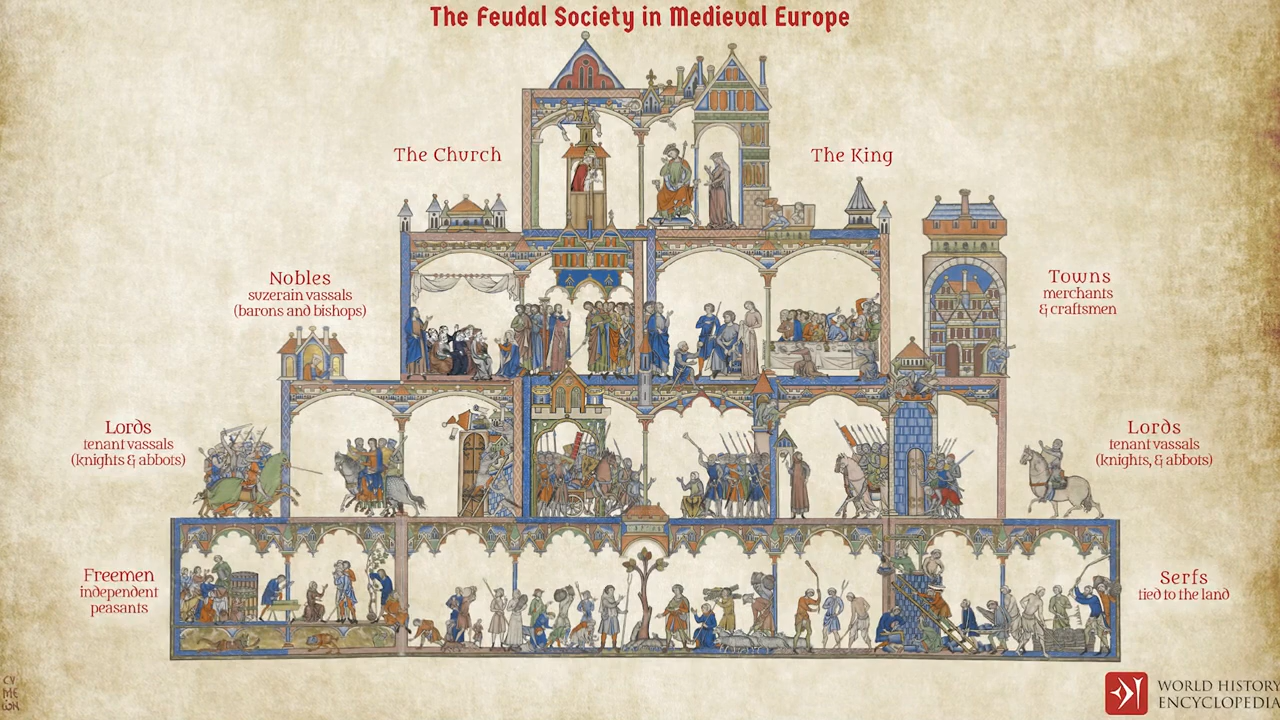 The Feudal Society in Medieval Europe
The Church
The King
Nobles
suzerain vassals
(barons and bishops)
Towns
merchants
& craftsmen
Lords
tenant vassals
(knights & abbots)
Lords
tenant vassals
(knights, & abbots)
Freemen
independent
peasants
Serfs
tied to the land
WORLD HISTORY
ENCYCLOPEDIA